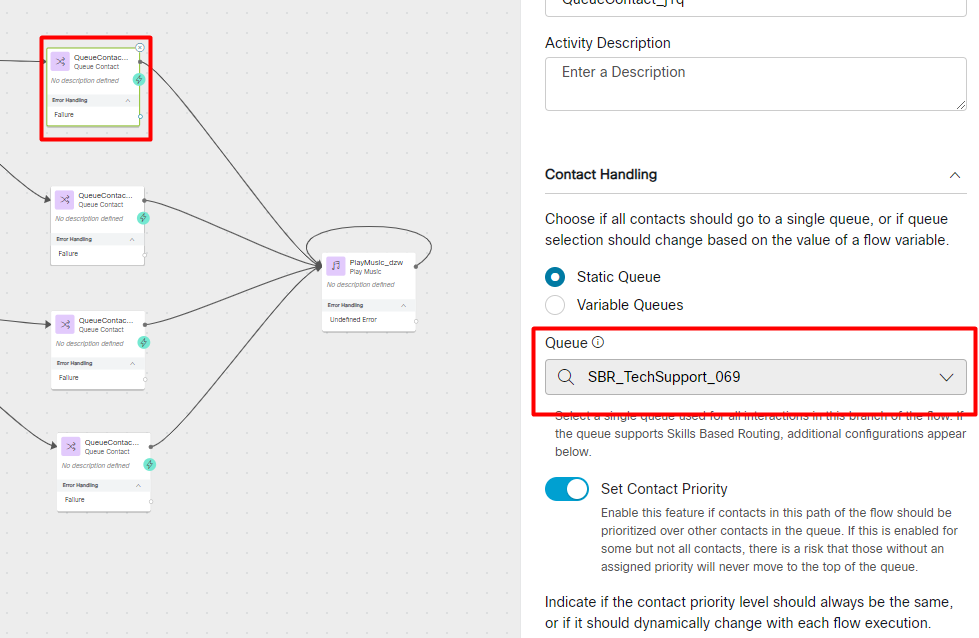 QueueContac...
Queue Contact
No description defined
Error Handling
Failure
QueueContac...
Queue Contact
No description defined
Error Handling
Failure
PlayMusic_dzw
Play Music
No description defined
Error Handling
Undefined Error
QueueContac...
Queue Contact
No description defined
Error Handling
Failure
QueueContac...
Queue Contact
No description defined
Error Handling
Failure
Activity Description
Enter a Description
Contact Handling
Choose if all contacts should go to a single queue, or if queue
selection should change based on the value of a flow variable.
Static Queue
Variable Queues
Queue
SBR_TechSupport_069
Select a single queue used for all interactions in this branch of the flow. If
the queue supports Skills Based Routing, additional configurations appear
below.
Set Contact Priority
Enable this feature if contacts in this path of the flow should be
prioritized over other contacts in the queue. If this is enabled for
some but not all contacts, there is a risk that those without an
assigned priority will never move to the top of the queue.
Indicate if the contact priority level should always be the same,
or if it should dynamically change with each flow execution.